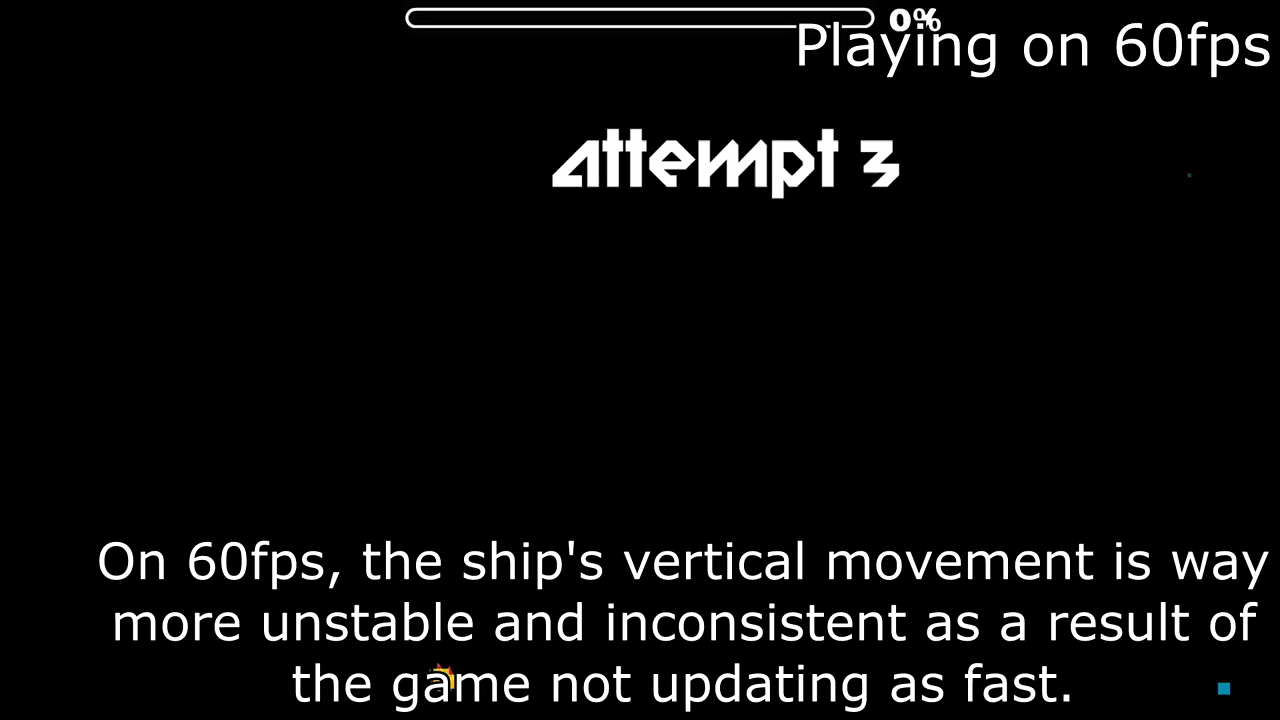 0%
Playing on 60fps
attempt 3
On 60fps, the ship's vertical movement is way
more unstable and inconsistent as a result of
the game not updating as fast.